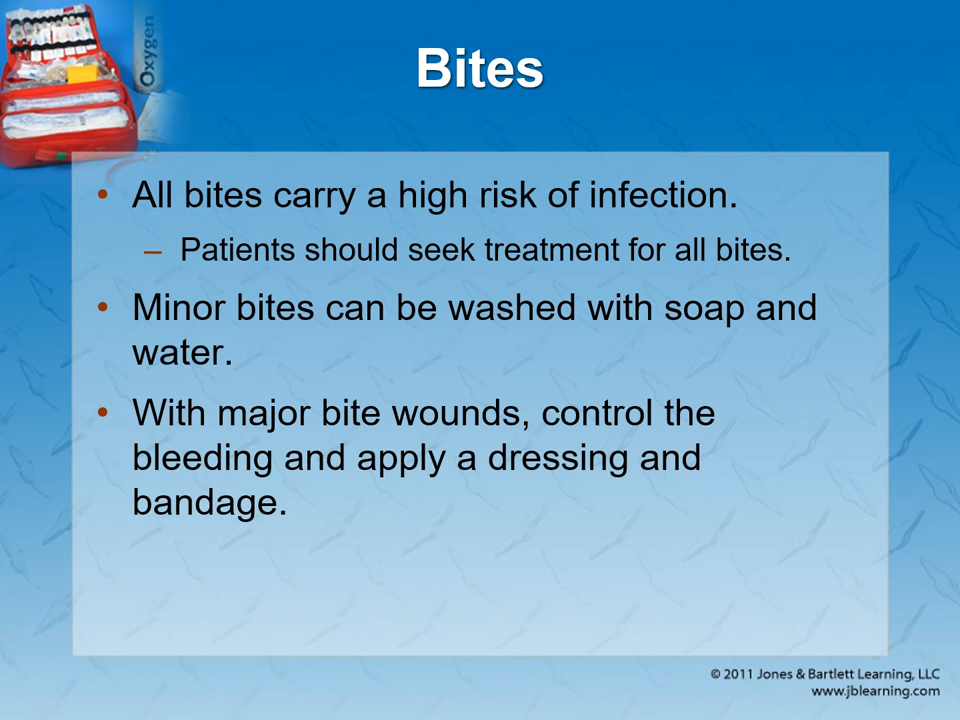 Oxygen
Bites
• All bites carry a high risk of infection.
– Patients should seek treatment for all bites.
• Minor bites can be washed with soap and
water.
• With major bite wounds, control the
bleeding and apply a dressing and
bandage.
© 2011 Jones & Bartlett Learning, LLC
www.jblearning.com